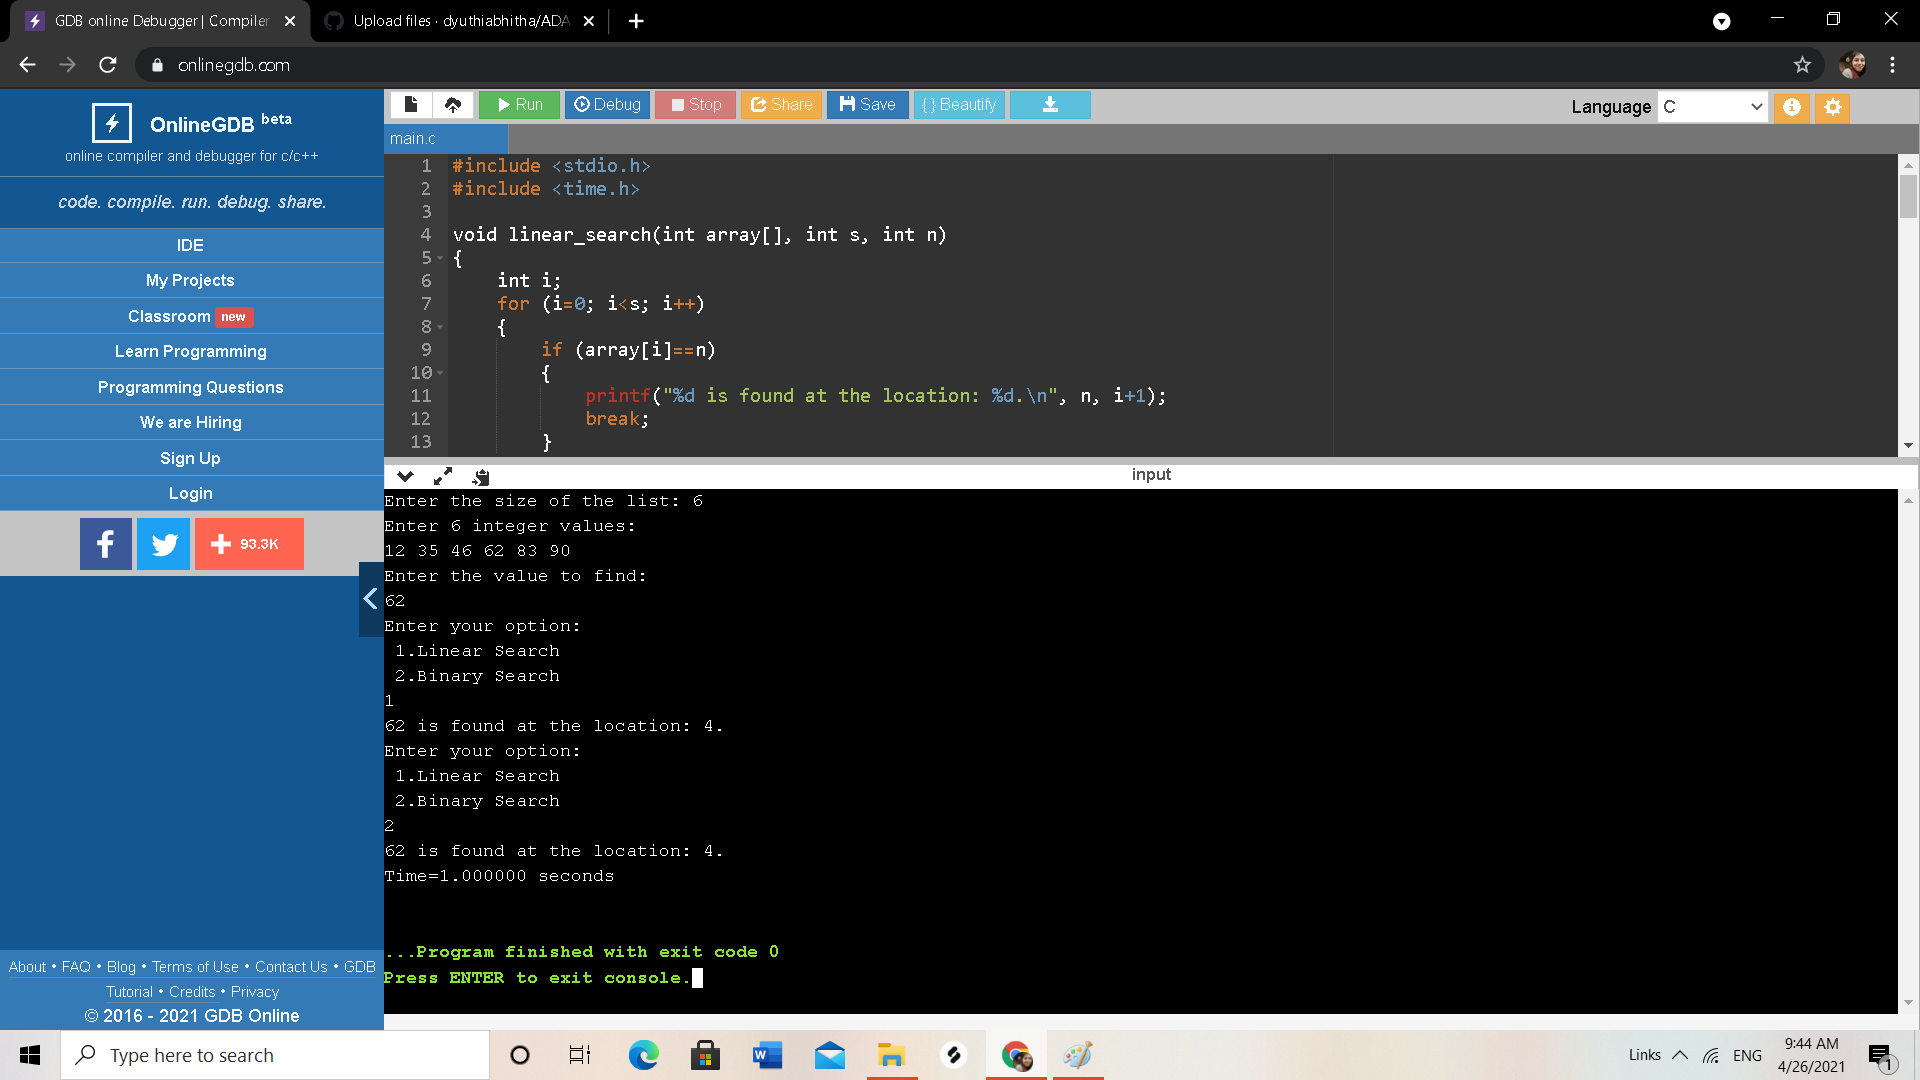 GDB online Debugger | Compiler
Upload files · dyuthiabhitha/ADA
onlinegdb.com
OnlineGDB beta
online compiler and debugger for c/c++
code. compile. run. debug. share.
IDE
My Projects
Classroom new
Learn Programming
Programming Questions
We are Hiring
Sign Up
Login
f
93.3K
About • FAQ • Blog • Terms of Use • Contact Us • GDB
Tutorial • Credits • Privacy
© 2016 - 2021 GDB Online
Run Debug Stop Share Save {} Beautify
Language C
main.c
1 #include <stdio.h>
2 #include <time.h>
3
4 void linear_search(int array[], int s, int n)
5 {
6     int i;
7     for (i=0; i<s; i++)
8     {
9         if (array[i]==n)
10         {
11             printf("%d is found at the location: %d.\n", n, i+1);
12             break;
13         }
input
Enter the size of the list: 6
Enter 6 integer values:
12 35 46 62 83 90
Enter the value to find:
62
Enter your option:
 1.Linear Search
 2.Binary Search
1
62 is found at the location: 4.
Enter your option:
 1.Linear Search
 2.Binary Search
2
62 is found at the location: 4.
Time=1.000000 seconds
...Program finished with exit code 0
Press ENTER to exit console.
Type here to search
W
Links ENG
9:44 AM
4/26/2021
1